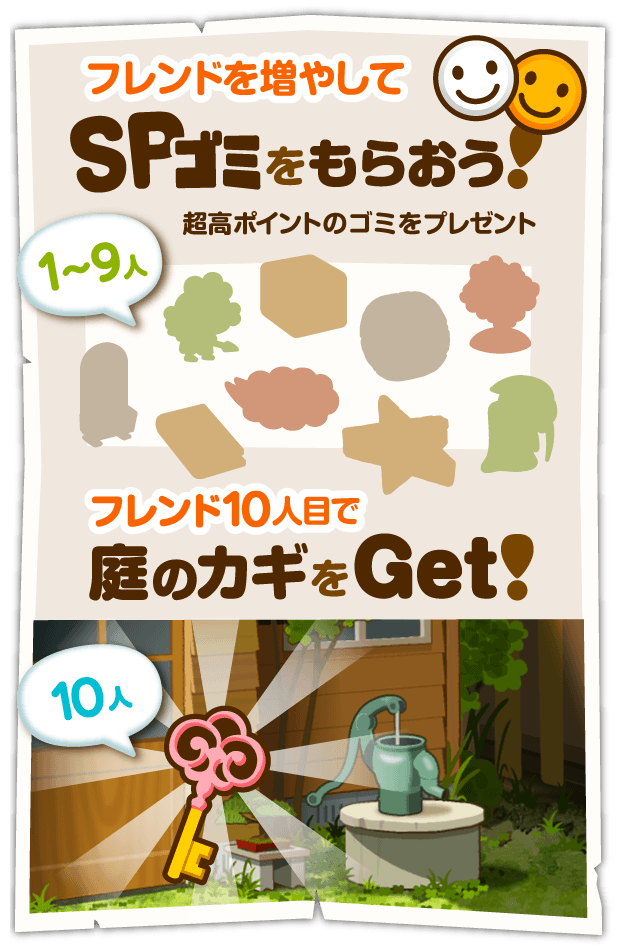 フレンドを増やして
SPゴミをもらおう!
超高ポイントのゴミをプレゼント
1~9人
フレンド10人目で
庭のカギをGet!
10人